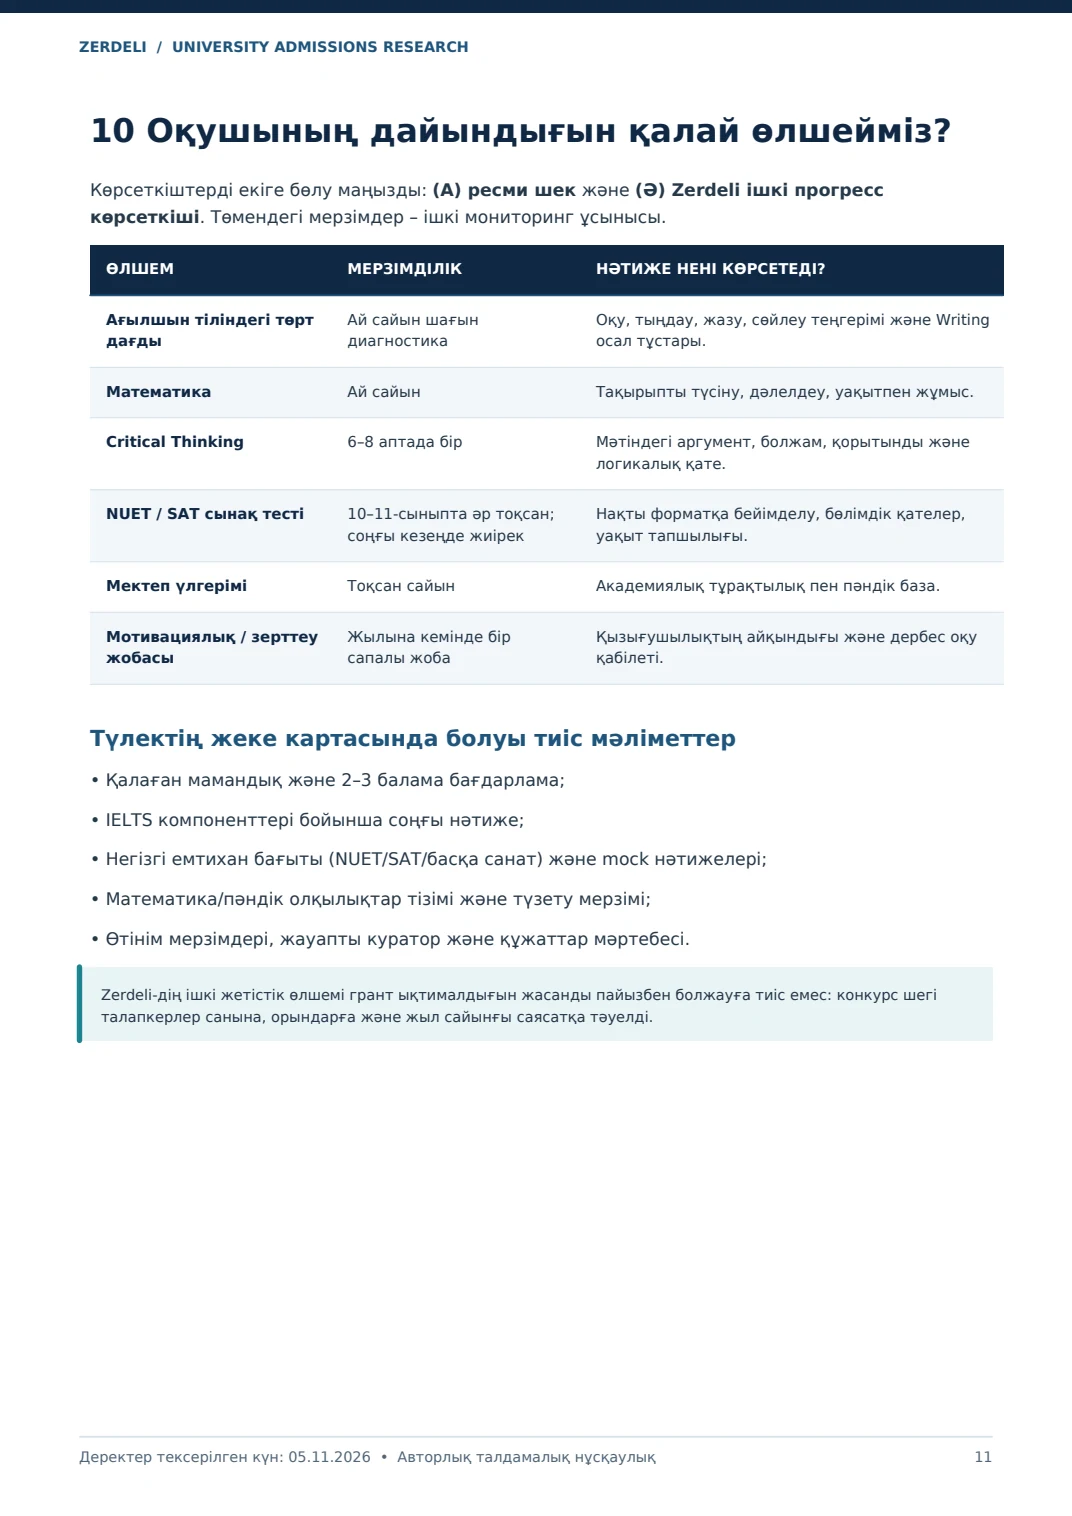 ZERDELI / UNIVERSITY ADMISSIONS RESEARCH
10 Оқушының дайындығын қалай өлшейміз?
Көрсеткіштерді екіге бөлу маңызды: (А) ресми шек және (Ә) Zerdeli ішкі прогресс
көрсеткіші. Төмендегі мерзімдер – ішкі мониторинг ұсынысы.
ӨЛШЕМ МЕРЗІМДІЛІК НӘТИЖЕ НЕНІ КӨРСЕТЕДІ?
Ағылшын тіліндегі төрт дағды Ай сайын шағын диагностика Оқу, тыңдау, жазу, сөйлеу теңгерімі және Writing осал тұстары.
Математика Ай сайын Тақырыпты түсіну, дәлелдеу, уақытпен жұмыс.
Critical Thinking 6–8 аптада бір Мәтіндегі аргумент, болжам, қорытынды және логикалық қате.
NUET / SAT сынақ тесті 10–11-сыныпта әр тоқсан; соңғы кезеңде жиірек Нақты форматқа бейімделу, бөлімдік қателер, уақыт тапшылығы.
Мектеп үлгерімі Тоқсан сайын Академиялық тұрақтылық пен пәндік база.
Мотивациялық / зерттеу жобасы Жылына кемінде бір сапалы жоба Қызығушылықтың айқындығы және дербес оқу қабілеті.
Түлектің жеке картасында болуы тиіс мәліметтер
• Қалаған мамандық және 2–3 балама бағдарлама;
• IELTS компоненттері бойынша соңғы нәтиже;
• Негізгі емтихан бағыты (NUET/SAT/басқа санат) және mock нәтижелері;
• Математика/пәндік олқылықтар тізімі және түзету мерзімі;
• Өтінім мерзімдері, жауапты куратор және құжаттар мәртебесі.
Zerdeli-дің ішкі жетістік өлшемі грант ықтималдығын жасанды пайызбен болжауға тиіс емес: конкурс шегі
талапкерлер санына, орындарға және жыл сайынғы саясатқа тәуелді.
Деректер тексерілген күн: 05.11.2026 • Авторлық талдамалық нұсқаулық 11